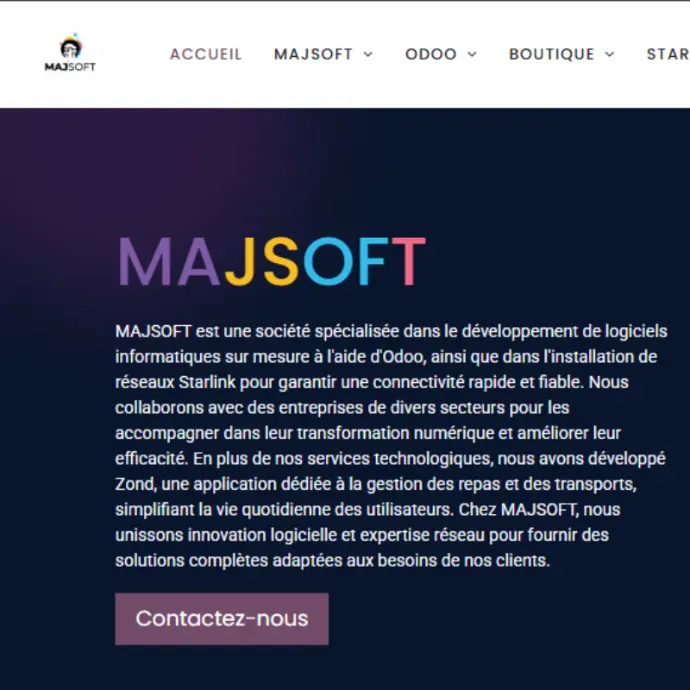 MAJSOFT
ACCUEIL MAJSOFT ODOO BOUTIQUE STAR
MAJSOFT
MAJSOFT est une société spécialisée dans le développement de logiciels
informatiques sur mesure à l'aide d'Odoo, ainsi que dans l'installation de
réseaux Starlink pour garantir une connectivité rapide et fiable. Nous
collaborons avec des entreprises de divers secteurs pour les
accompagner dans leur transformation numérique et améliorer leur
efficacité. En plus de nos services technologiques, nous avons développé
Zond, une application dédiée à la gestion des repas et des transports,
simplifiant la vie quotidienne des utilisateurs. Chez MAJSOFT, nous
unissons innovation logicielle et expertise réseau pour fournir des
solutions complètes adaptées aux besoins de nos clients.
Contactez-nous